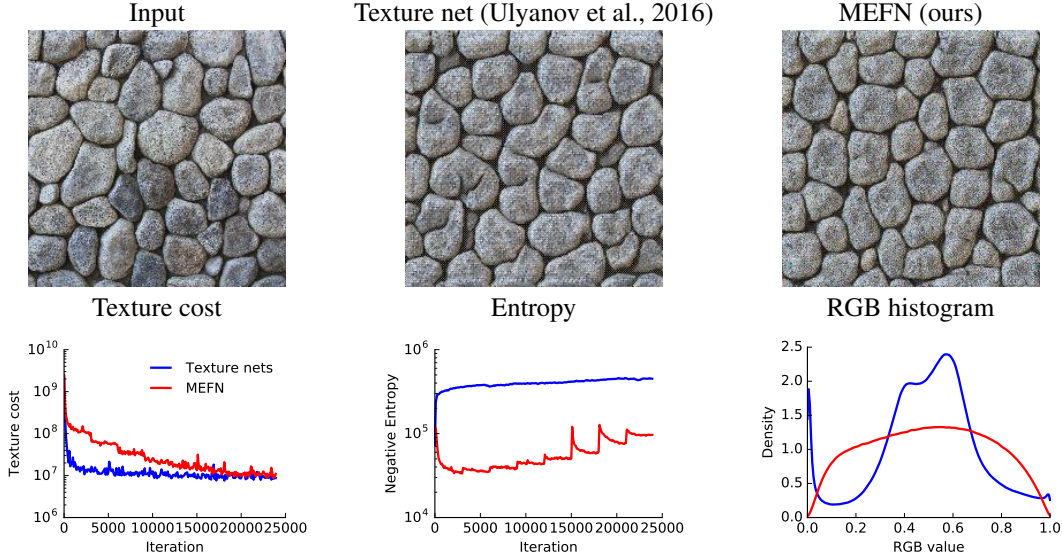 Input
Texture net (Ulyanov et al., 2016)
MEFN (ours)
Texture cost
Entropy
RGB histogram
10^10
10^9
10^8
10^7
10^6
Texture cost
Texture nets
MEFN
0 5000 10000 15000 20000 25000
Iteration
10^6
10^5
10^4
Negative Entropy
0 5000 10000 15000 20000 25000
Iteration
2.5
2.0
1.5
1.0
0.5
0.0
Density
0.0 0.2 0.4 0.6 0.8 1.0
RGB value